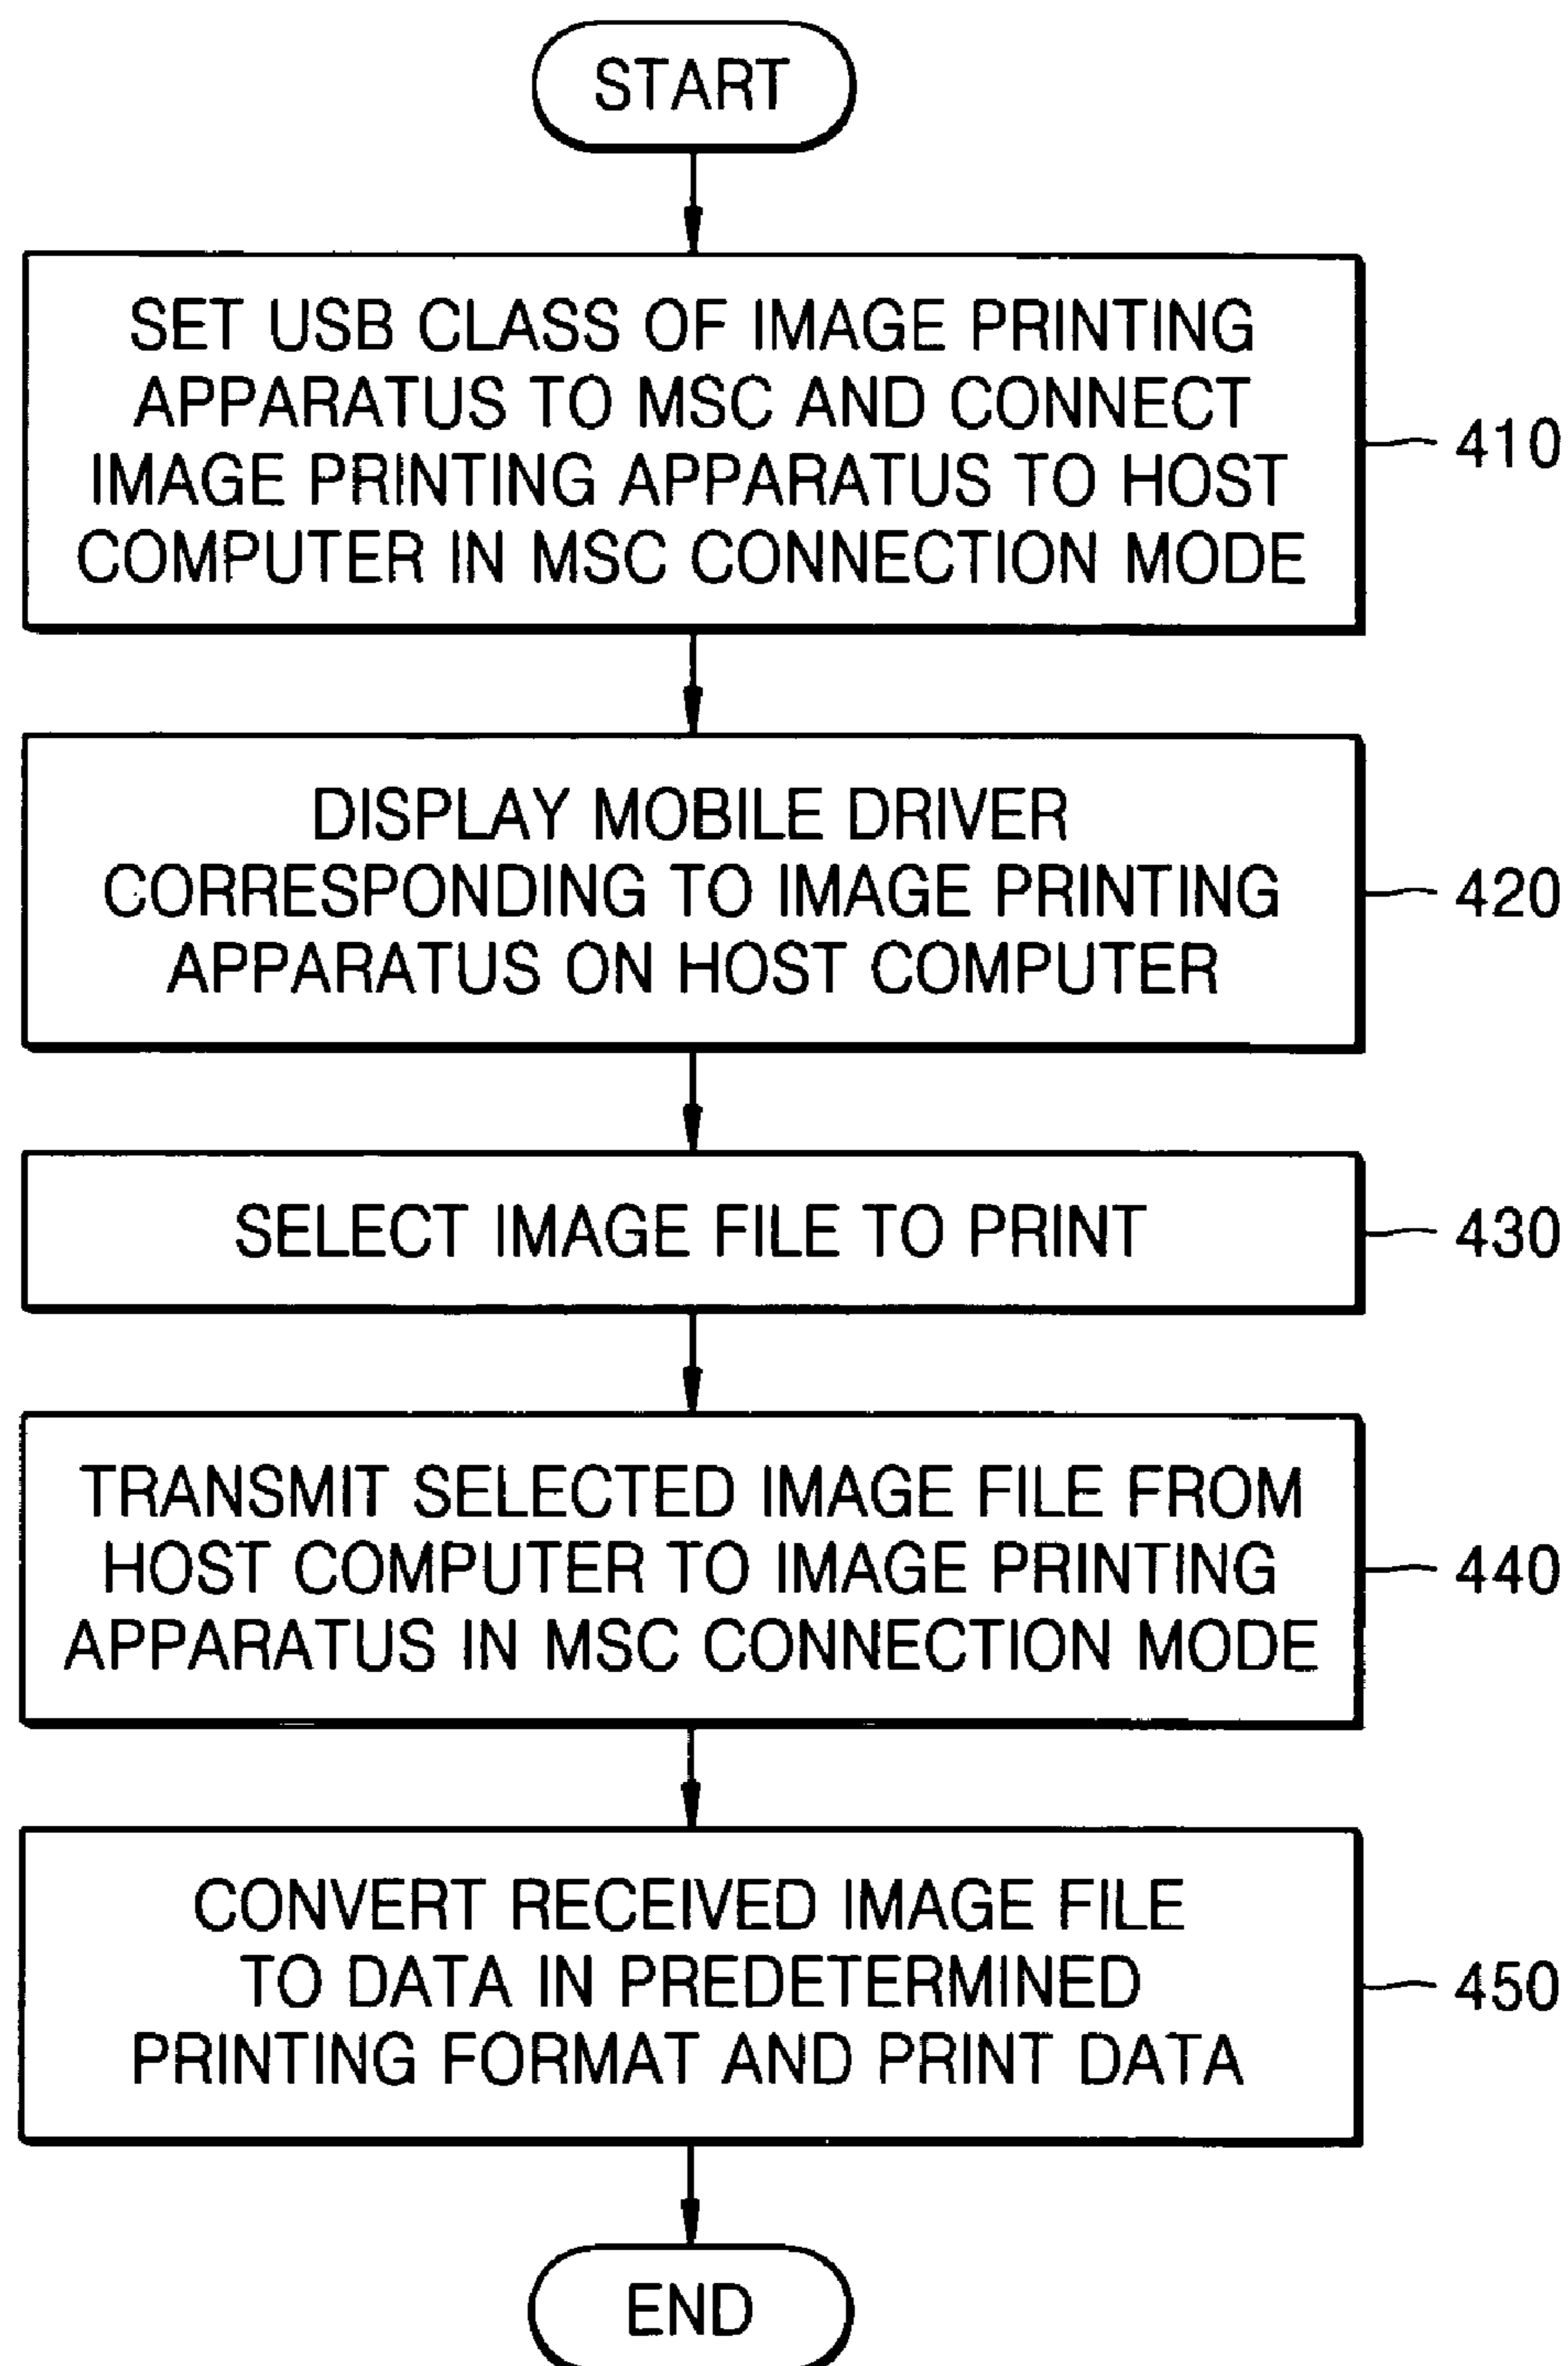 START
SET USB CLASS OF IMAGE PRINTING
APPARATUS TO MSC AND CONNECT
IMAGE PRINTING APPARATUS TO HOST
COMPUTER IN MSC CONNECTION MODE
410
DISPLAY MOBILE DRIVER
CORRESPONDING TO IMAGE PRINTING
APPARATUS ON HOST COMPUTER
420
SELECT IMAGE FILE TO PRINT
430
TRANSMIT SELECTED IMAGE FILE FROM
HOST COMPUTER TO IMAGE PRINTING
APPARATUS IN MSC CONNECTION MODE
440
CONVERT RECEIVED IMAGE FILE
TO DATA IN PREDETERMINED
PRINTING FORMAT AND PRINT DATA
450
END